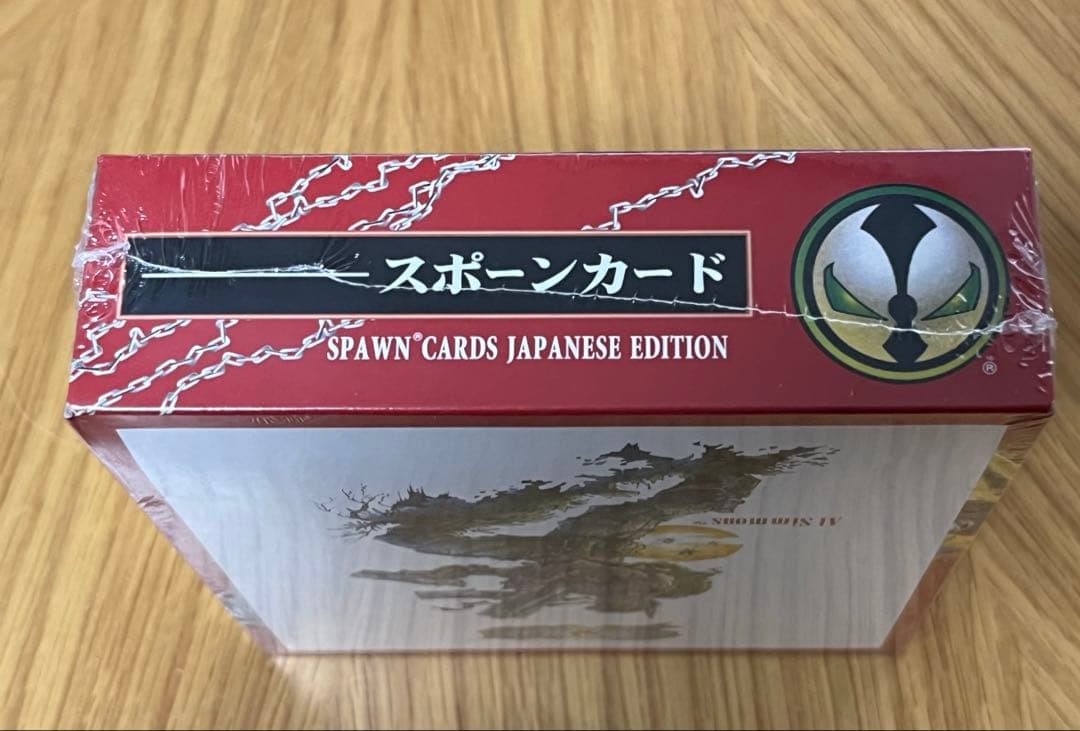 スポーンカード
SPAWN® CARDS JAPANESE EDITION
®
Al Simmons